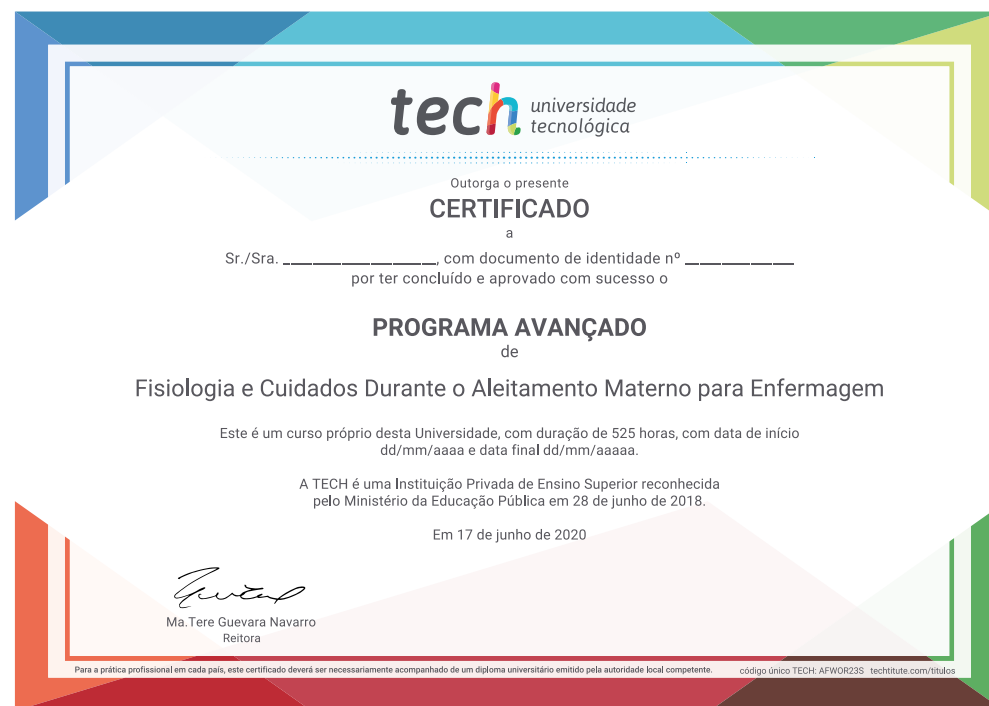 tech universidade
tecnológica
Outorga o presente
CERTIFICADO
a
Sr./Sra. ____________________, com documento de identidade nº ______________
por ter concluído e aprovado com sucesso o
PROGRAMA AVANÇADO
de
Fisiologia e Cuidados Durante o Aleitamento Materno para Enfermagem
Este é um curso próprio desta Universidade, com duração de 525 horas, com data de início
dd/mm/aaaa e data final dd/mm/aaaaa.
A TECH é uma Instituição Privada de Ensino Superior reconhecida
pelo Ministério da Educação Pública em 28 de junho de 2018.
Em 17 de junho de 2020
Ma.Tere Guevara Navarro
Reitora
Para a prática profissional em cada país, este certificado deverá ser necessariamente acompanhado de um diploma universitário emitido pela autoridade local competente. código único TECH: AFWOR23S techtitute.com/titulos